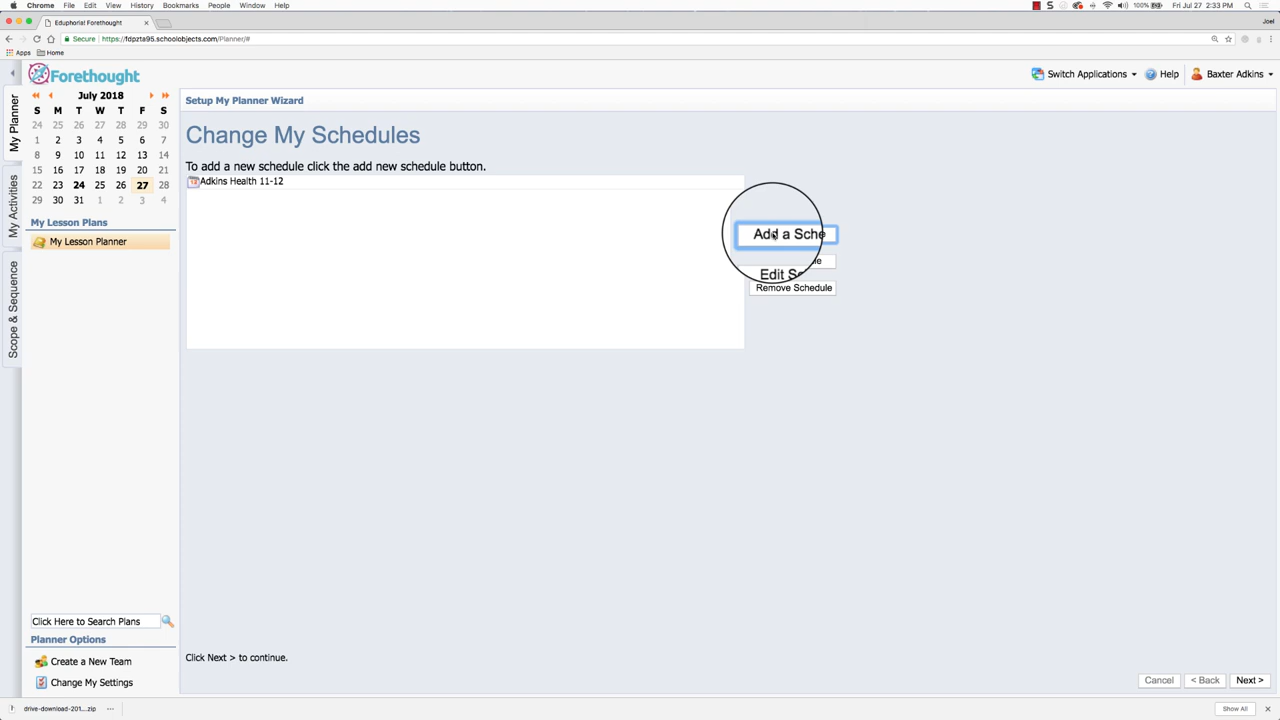 Chrome File Edit View History Bookmarks People Window Help 100% Fri Jul 27 2:33 PM
Eduphoria! Forethought Joel
Secure https://fdpzta95.schoolobjects.com/Planner/#
Apps Home
Forethought Switch Applications Help Baxter Adkins
My Planner
My Activities
Scope & Sequence
July 2018
S M T W T F S
24 25 26 27 28 29 30
1 2 3 4 5 6 7
8 9 10 11 12 13 14
15 16 17 18 19 20 21
22 23 24 25 26 27 28
29 30 31 1 2 3 4
My Lesson Plans
My Lesson Planner
Setup My Planner Wizard
Change My Schedules
To add a new schedule click the add new schedule button.
Adkins Health 11-12
Add a Sche
Edit S
Remove Schedule
Click Here to Search Plans
Planner Options
Create a New Team
Change My Settings
Click Next > to continue.
Cancel < Back Next >
drive-download-201....zip Show All